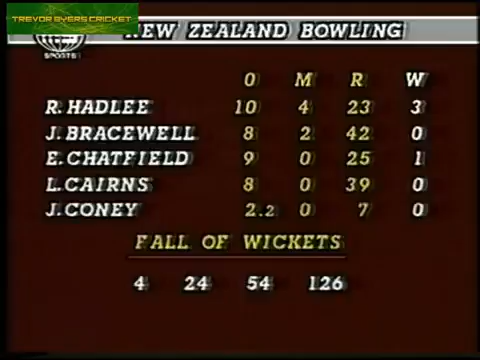 TREVOR AYERS CRICKET
NEW ZEALAND BOWLING
SPORTS
O M R W
R. HADLEE 10 4 23 3
J. BRACEWELL 8 2 42 0
E. CHATFIELD 9 0 25 1
L. CAIRNS 8 0 39 0
J. CONEY 2.2 0 7 0
FALL OF WICKETS
4 24 54 126